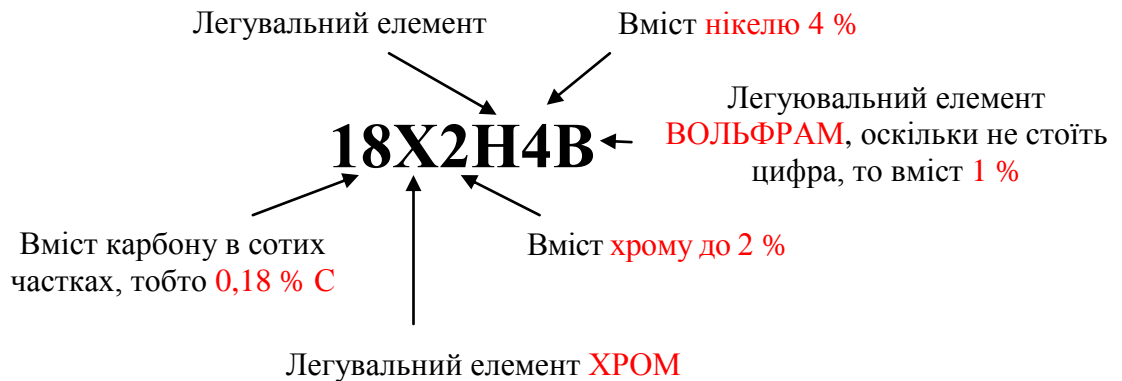 Легувальний елемент
Вміст нікелю 4 %
Легуювальний елемент
ВОЛЬФРАМ, оскільки не стоїть
цифра, то вміст 1 %
18Х2Н4В
Вміст карбону в сотих
частках, тобто 0,18 % С
Вміст хрому до 2 %
Легувальний елемент ХРОМ